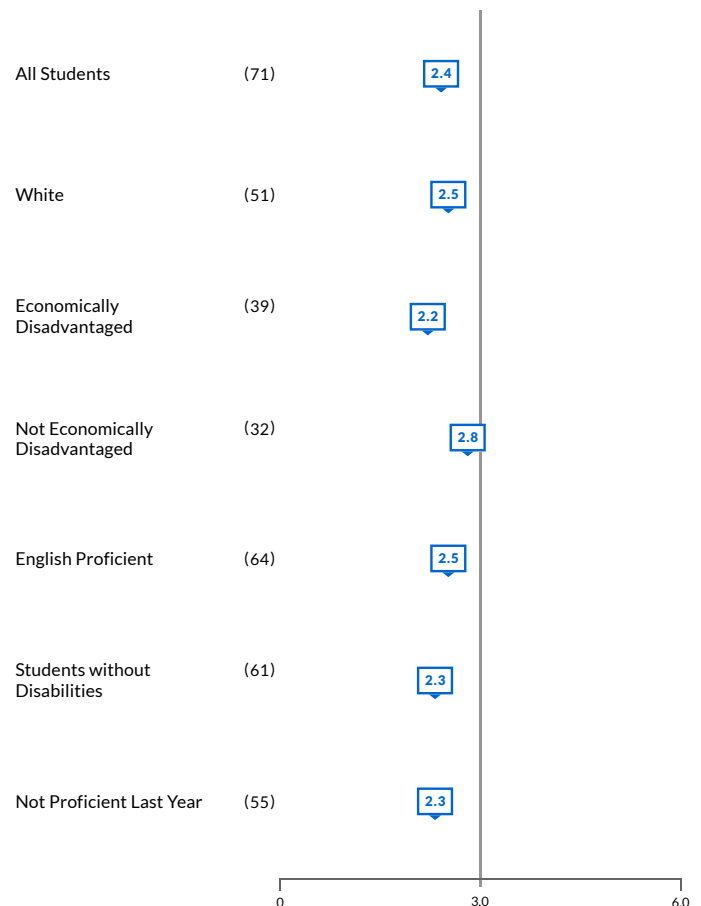 All Students (71) 2.4
White (51) 2.5
Economically (39)
Disadvantaged 2.2
Not Economically (32)
Disadvantaged 2.8
English Proficient (64) 2.5
Students without (61)
Disabilities 2.3
Not Proficient Last Year (55) 2.3
0 3.0 6.0